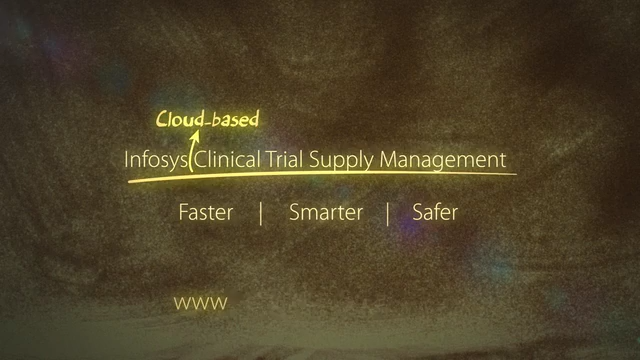 Cloud-based
Infosys Clinical Trial Supply Management
Faster | Smarter | Safer
www